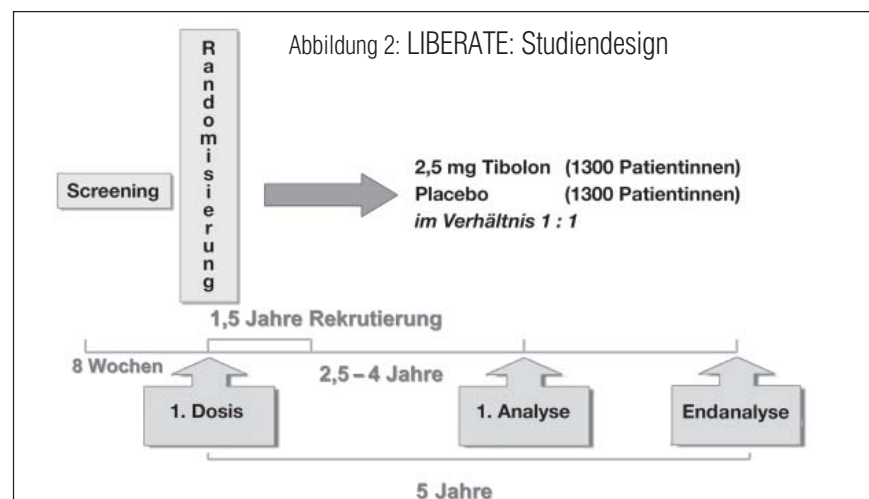 Abbildung 2: LIBERATE: Studiendesign
Randomisierung
Screening
2,5 mg Tibolon (1300 Patientinnen)
Placebo (1300 Patientinnen)
im Verhältnis 1 : 1
1,5 Jahre Rekrutierung
8 Wochen
2,5 – 4 Jahre
1. Dosis
1. Analyse
Endanalyse
5 Jahre